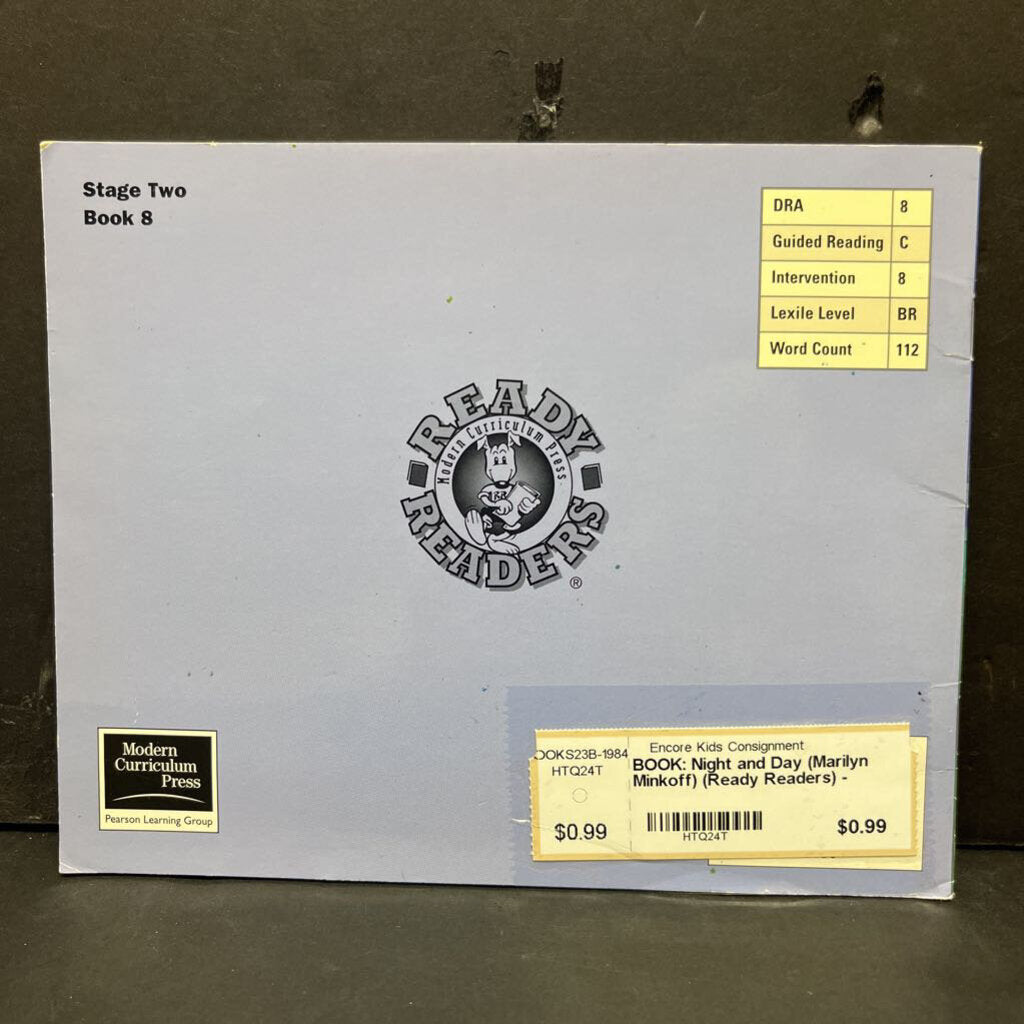 Stage Two
Book 8
DRA 8
Guided Reading C
Intervention 8
Lexile Level BR
Word Count 112
READY
Modern Curriculum Press
READERS
®
Modern
Curriculum
Press
Pearson Learning Group
OOKS23B-1984
HTQ24T
$0.99
Encore Kids Consignment
BOOK: Night and Day (Marilyn
Minkoff) (Ready Readers) -
HTQ24T
$0.99